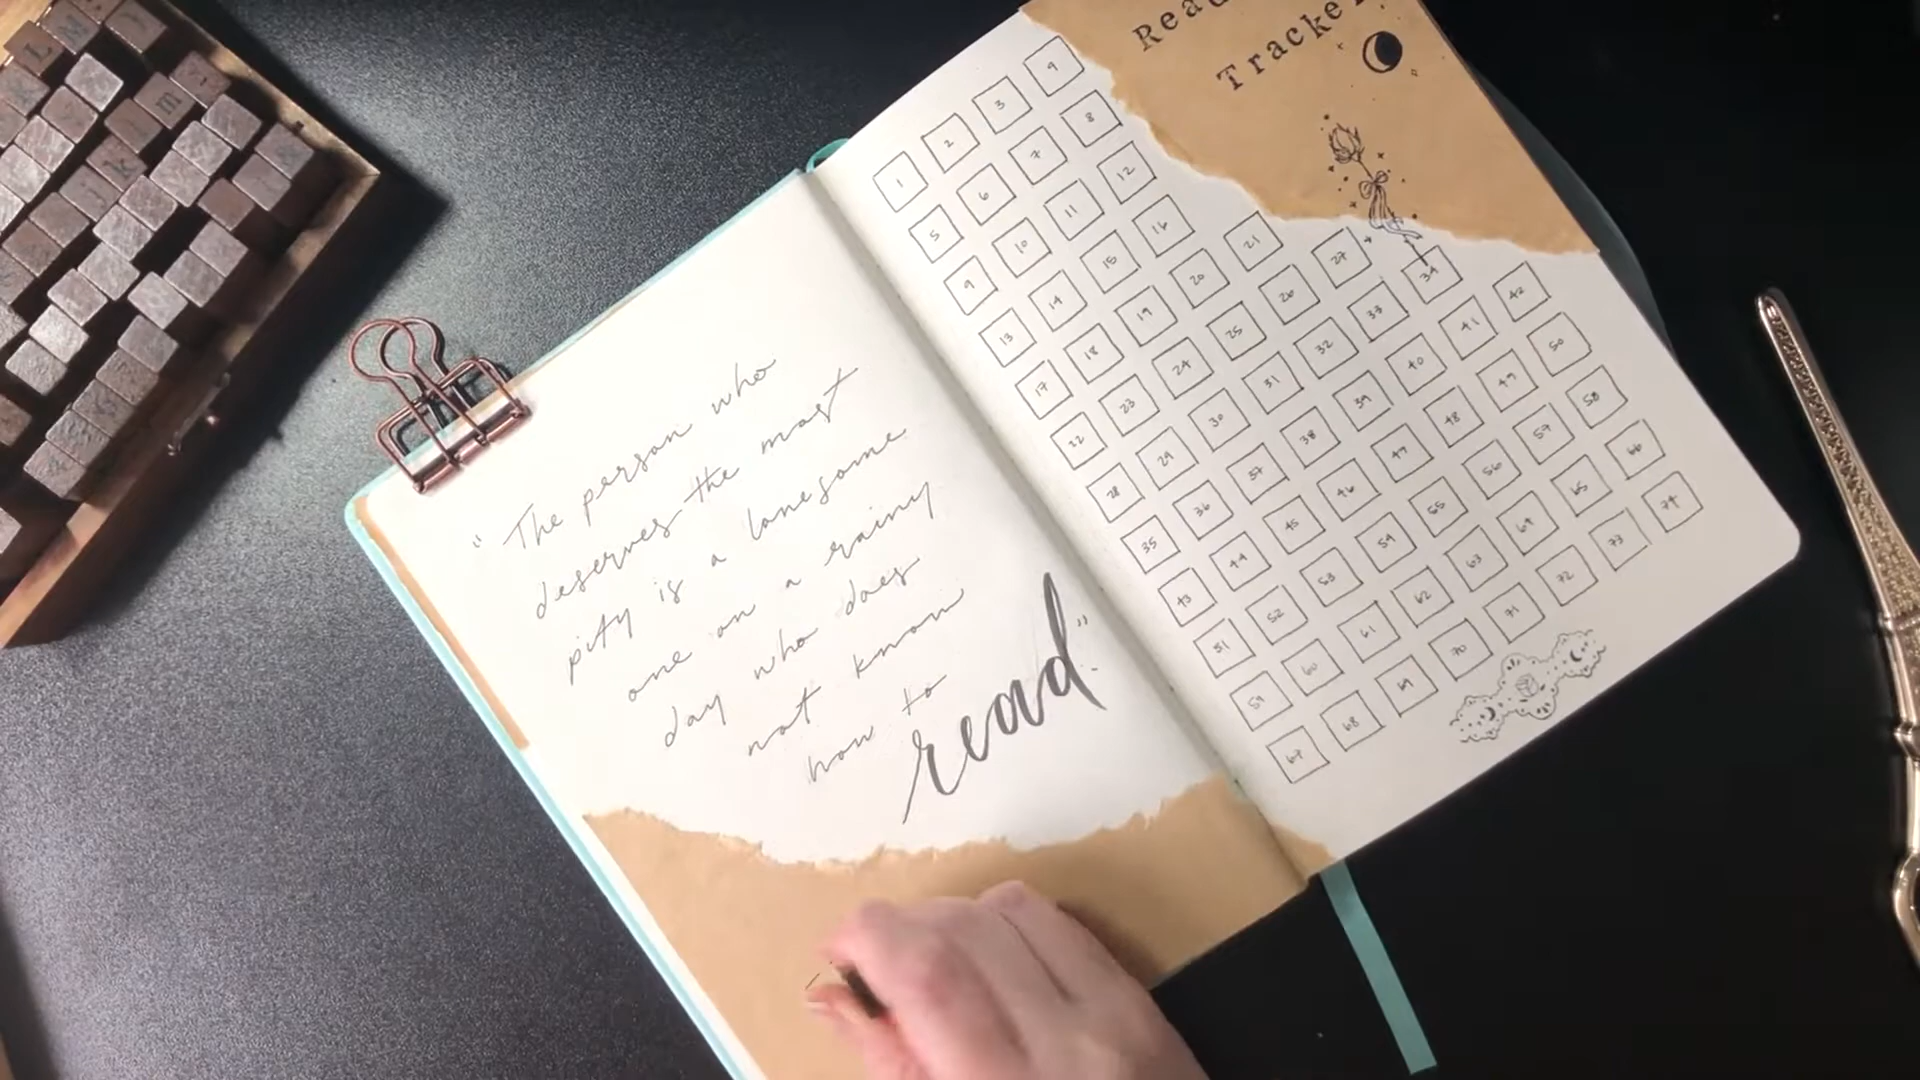 " The person who
deserves the most
pity is a lonesome
one on a rainy
day who does
not know
how to
read."
Read
Tracke
1 2 3 4
5 6 7 8
9 10 11 12
13 14 15 16
17 18 19 20 21
22 23 24 25 26 27
28 29 30 31 32 33 34
35 36 37 38 39 40 41 42
43 44 45 46 47 48 49 50
51 52 53 54 55 56 57 58
59 60 61 62 63 64 65 66
67 68 69 70 71 72 73 74